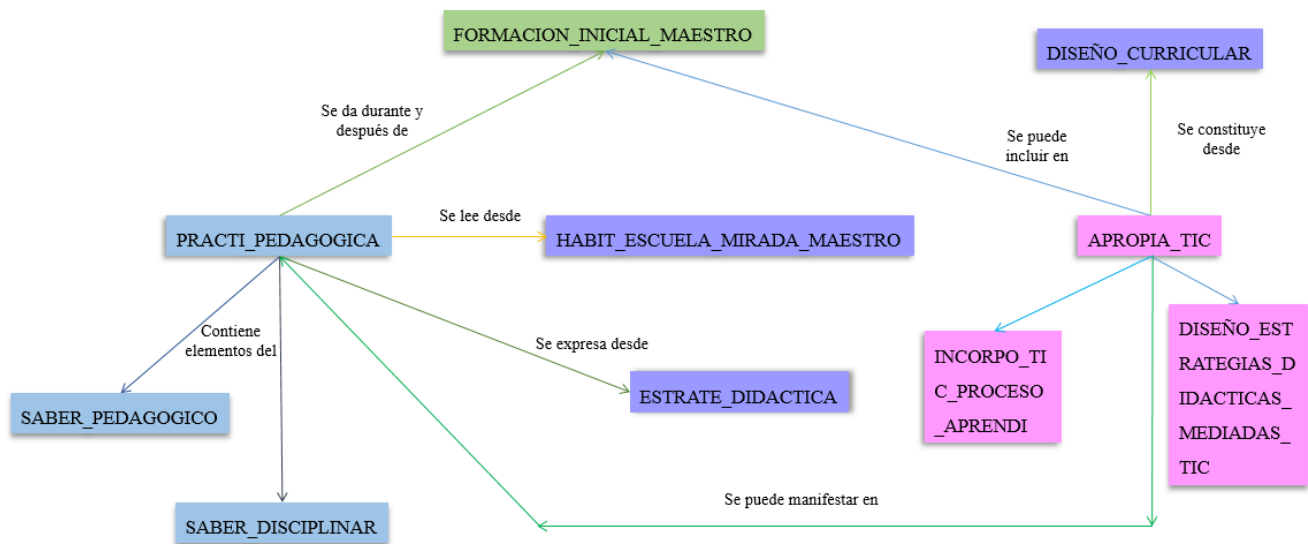 FORMACION_INICIAL_MAESTRO
DISEÑO_CURRICULAR
Se da durante y
después de
Se puede
incluir en
Se constituye
desde
PRACTI_PEDAGOGICA
Se lee desde
HABIT_ESCUELA_MIRADA_MAESTRO
APROPIA_TIC
Contiene
elementos del
Se expresa desde
INCORPO_TI
C_PROCESO
_APRENDI
DISEÑO_EST
RATEGIAS_D
IDACTICAS_
MEDIADAS_
TIC
SABER_PEDAGOGICO
ESTRATE_DIDACTICA
Se puede manifestar en
SABER_DISCIPLINAR